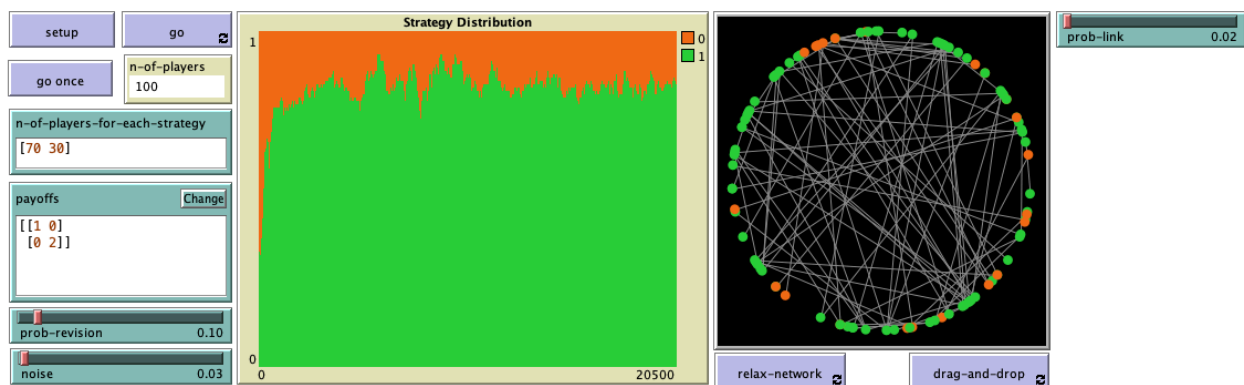 setup
go
go once
n-of-players
100
n-of-players-for-each-strategy
[70 30]
payoffs
Change
[[1 0]
[0 2]]
prob-revision 0.10
noise 0.03
Strategy Distribution
1
0
0
20500
0
1
relax-network
drag-and-drop
prob-link 0.02